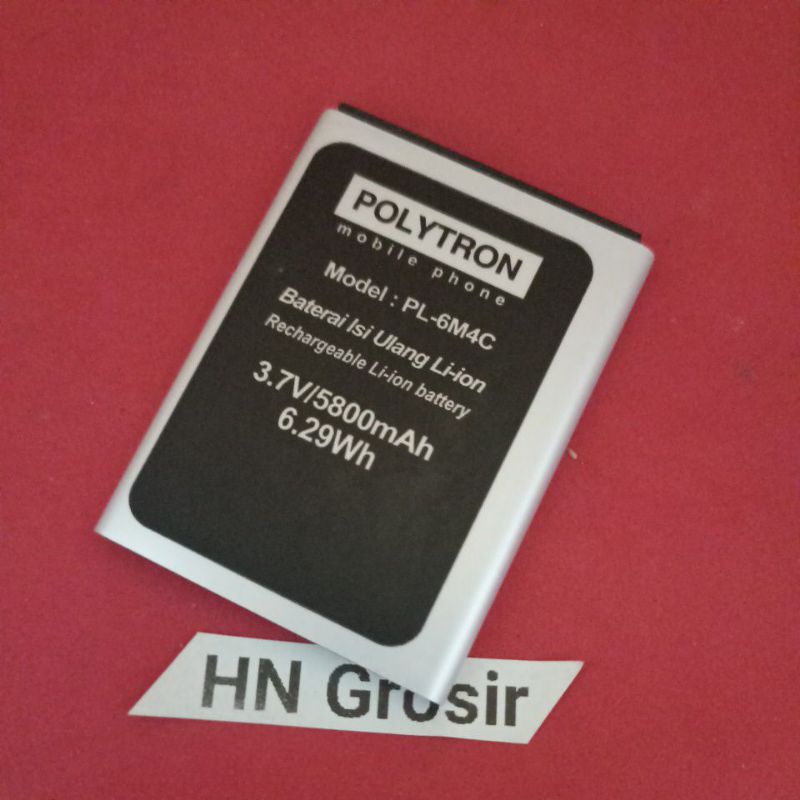 POLYTRON
mobile phone
Model : PL-6M4C
Baterai Isi Ulang Li-ion
Rechargeable Li-ion battery
3.7V/5800mAh
6.29Wh
HN Grosir